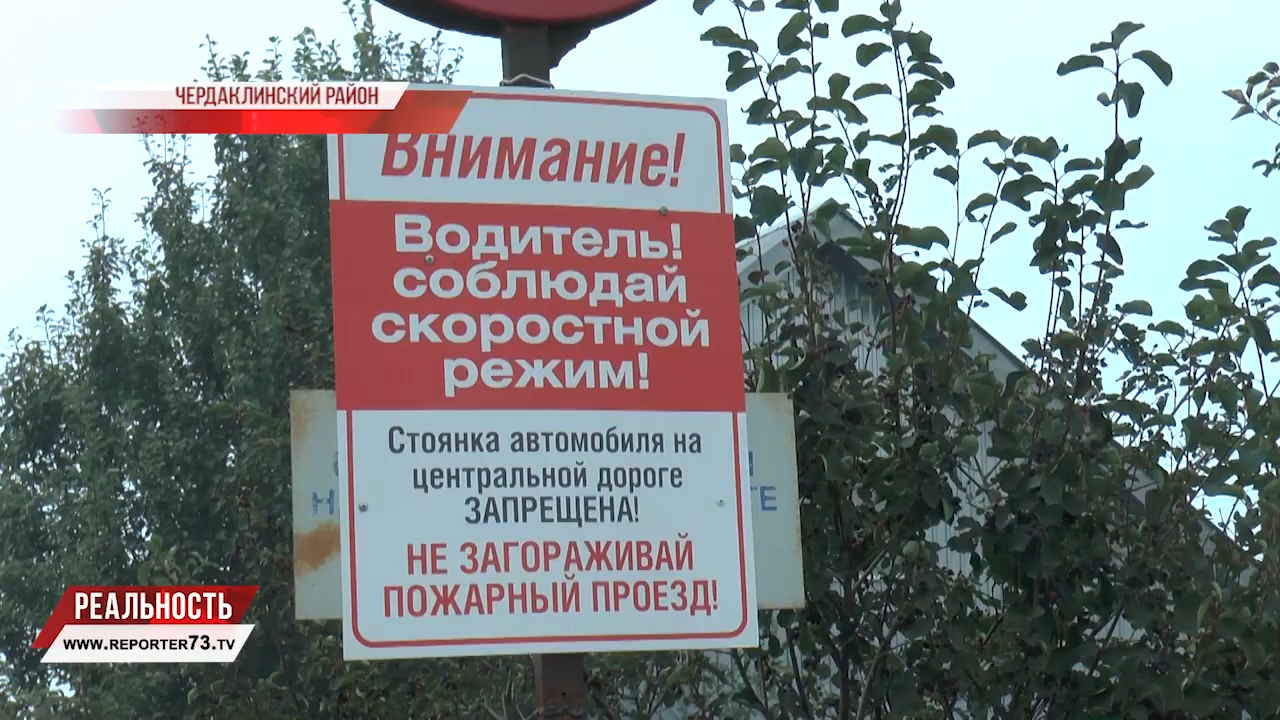 ЧЕРДАКЛИНСКИЙ РАЙОН
Внимание!
Водитель!
соблюдай
скоростной
режим!
Стоянка автомобиля на
центральной дороге
ЗАПРЕЩЕНА!
НЕ ЗАГОРАЖИВАЙ
ПОЖАРНЫЙ ПРОЕЗД!
РЕАЛЬНОСТЬ
WWW.REPORTER73.TV